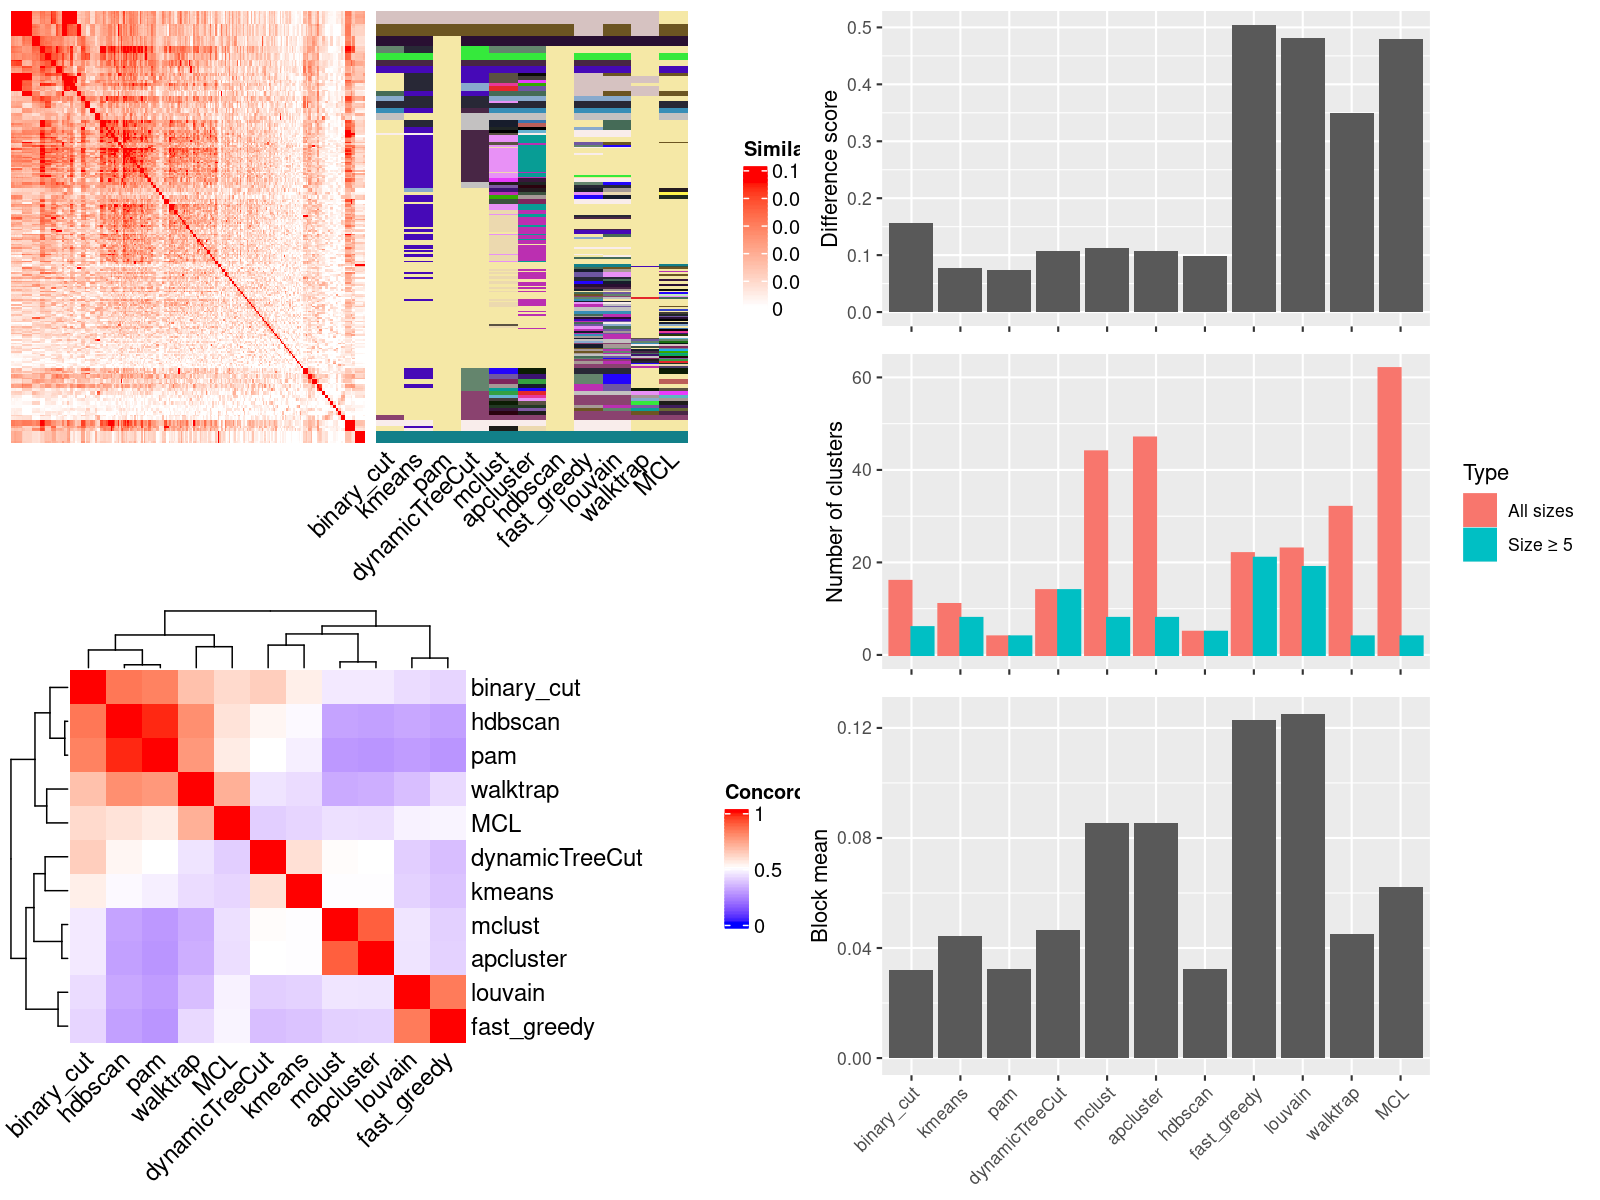 Simila
0.1
0.0
0.0
0.0
0.0
0
binary_cut
kmeans
pam
dynamicTreeCut
mclust
apcluster
hdbscan
fast_greedy
louvain
walktrap
MCL
binary_cut
hdbscan
pam
walktrap
MCL
dynamicTreeCut
kmeans
mclust
apcluster
louvain
fast_greedy
binary_cut
hdbscan
pam
walktrap
MCL
dynamicTreeCut
kmeans
mclust
apcluster
louvain
fast_greedy
Concord
1
0.5
0
Difference score
0.5
0.4
0.3
0.2
0.1
0.0
Number of clusters
60
40
20
0
Type
All sizes
Size ≥ 5
Block mean
0.12
0.08
0.04
0.00
binary_cut
kmeans
pam
dynamicTreeCut
mclust
apcluster
hdbscan
fast_greedy
louvain
walktrap
MCL